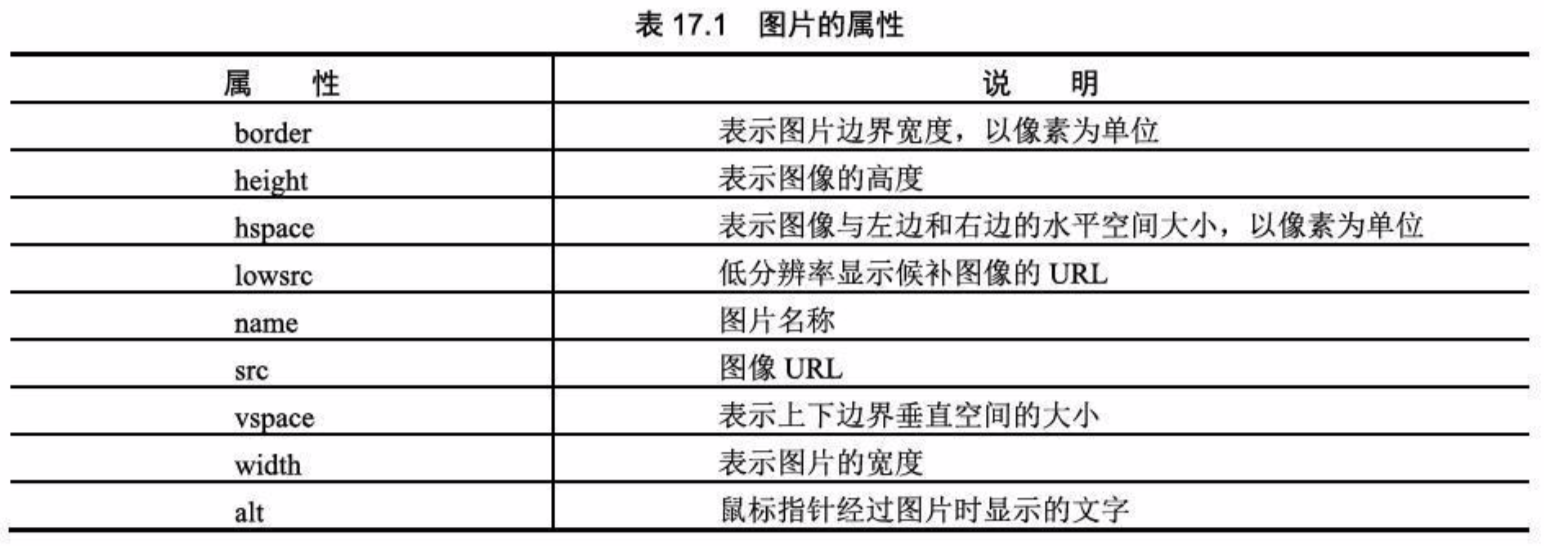 表 17.1 图片的属性
属 性 说 明
border 表示图片边界宽度，以像素为单位
height 表示图像的高度
hspace 表示图像与左边和右边的水平空间大小，以像素为单位
lowsrc 低分辨率显示候补图像的 URL
name 图片名称
src 图像 URL
vspace 表示上下边界垂直空间的大小
width 表示图片的宽度
alt 鼠标指针经过图片时显示的文字